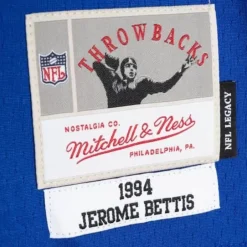 THROWBACKS
NFL
NOSTALGIA CO.
Mitchell & Ness
PHILADELPHIA, PA.
NFL LEGACY
1994
JEROME BETTIS